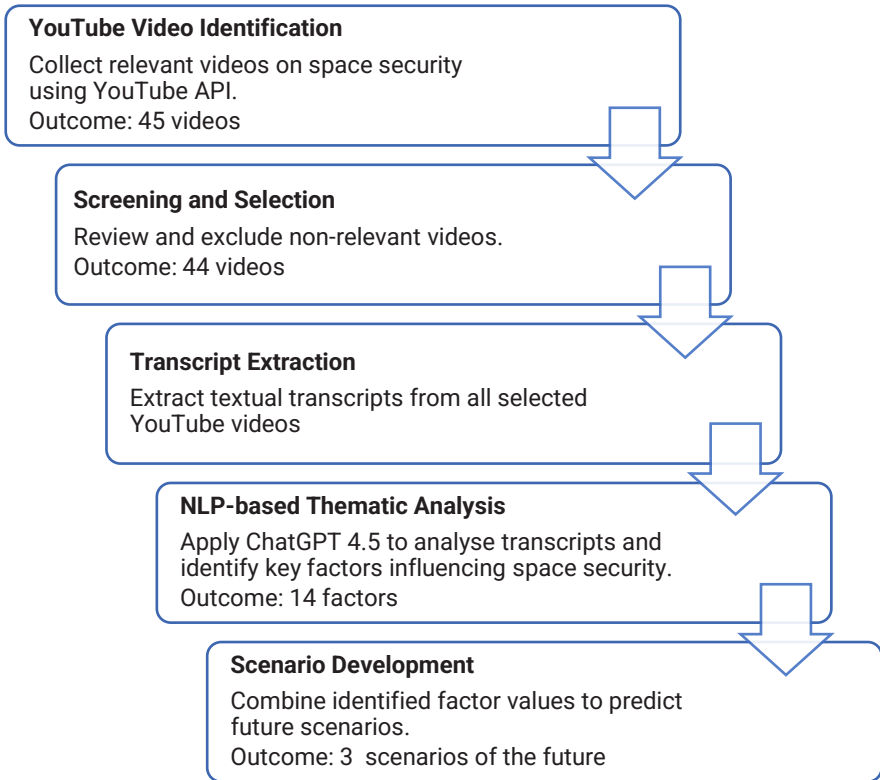 YouTube Video Identification
Collect relevant videos on space security
using YouTube API.
Outcome: 45 videos
Screening and Selection
Review and exclude non-relevant videos.
Outcome: 44 videos
Transcript Extraction
Extract textual transcripts from all selected
YouTube videos
NLP-based Thematic Analysis
Apply ChatGPT 4.5 to analyse transcripts and
identify key factors influencing space security.
Outcome: 14 factors
Scenario Development
Combine identified factor values to predict
future scenarios.
Outcome: 3 scenarios of the future